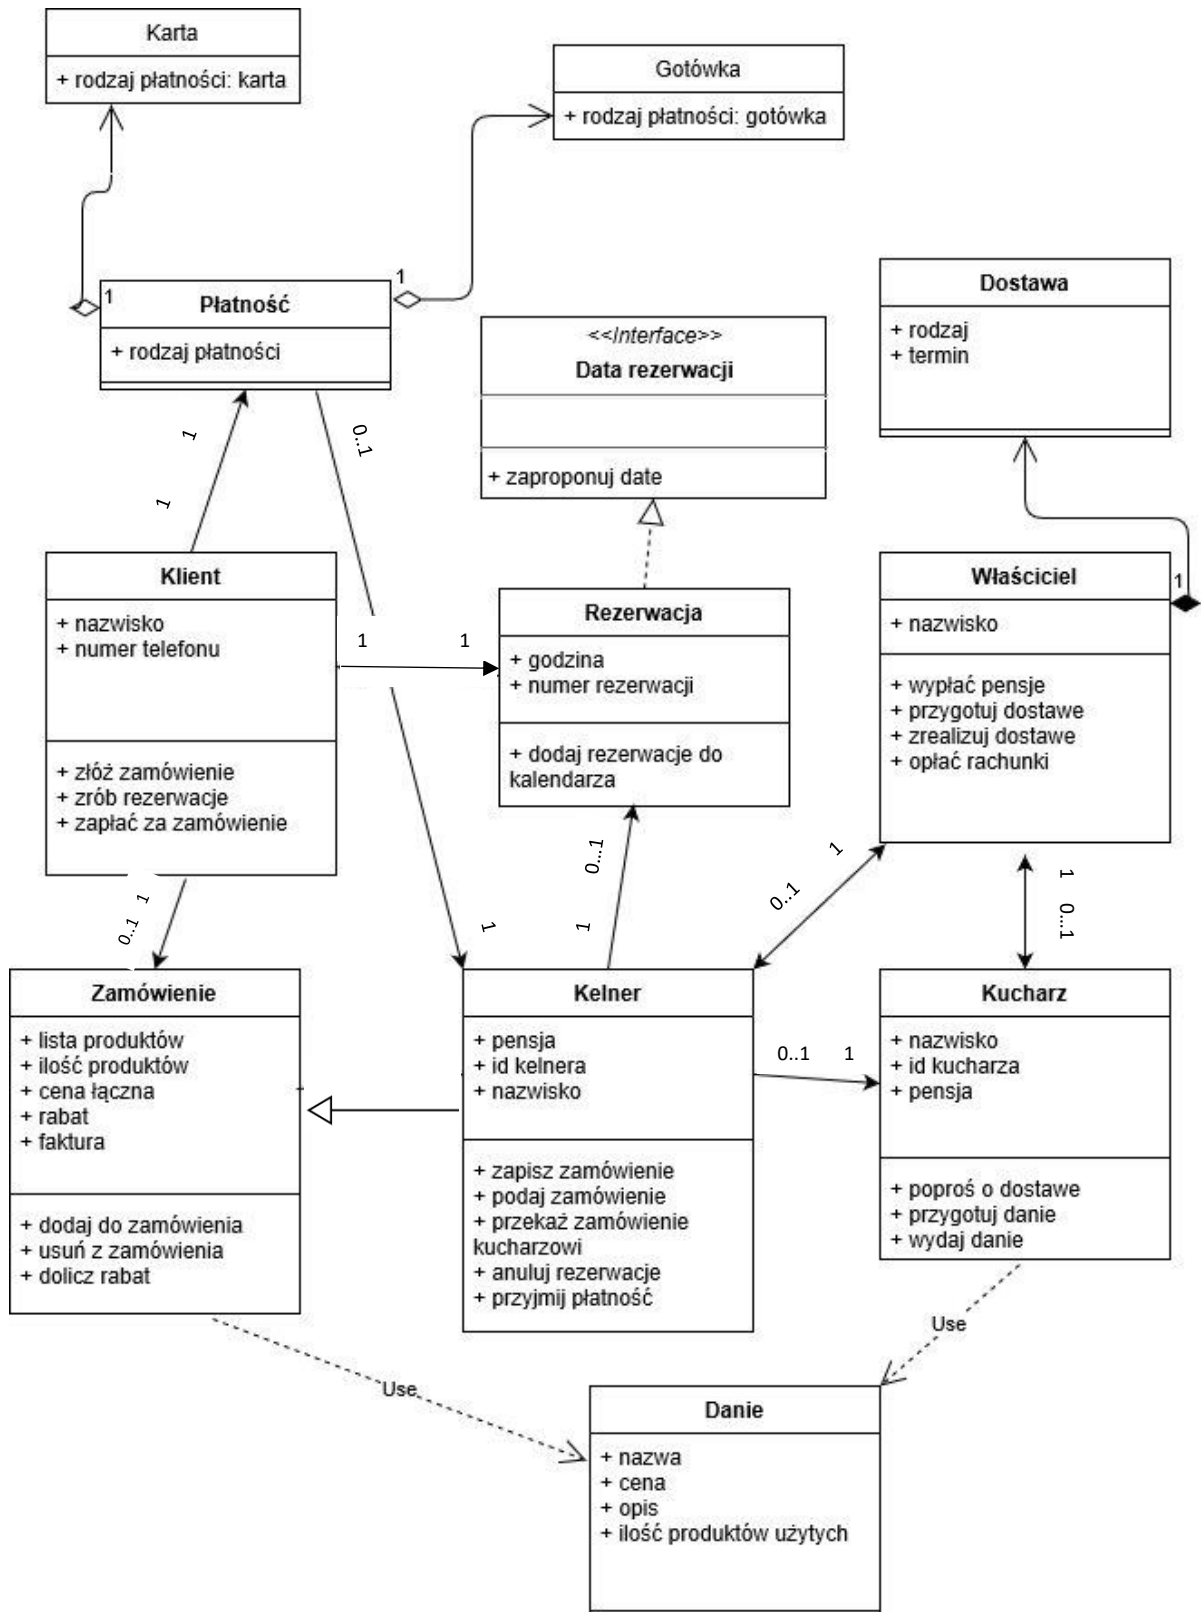 Karta
+ rodzaj płatności: karta
Gotówka
+ rodzaj płatności: gotówka
1
Płatność
+ rodzaj płatności
1
<<Interface>>
Data rezerwacji
+ zaproponuj date
Dostawa
+ rodzaj
+ termin
1
0..1
1
Klient
+ nazwisko
+ numer telefonu
+ złóż zamówienie
+ zrób rezerwacje
+ zapłać za zamówienie
1
1
Rezerwacja
+ godzina
+ numer rezerwacji
+ dodaj rezerwacje do
kalendarza
Właściciel
1
+ nazwisko
+ wypłać pensje
+ przygotuj dostawe
+ zrealizuj dostawe
+ opłać rachunki
0...1
1
1
0..1
1
0..1
1
0..1
1
Zamówienie
+ lista produktów
+ ilość produktów
+ cena łączna
+ rabat
+ faktura
+ dodaj do zamówienia
+ usuń z zamówienia
+ dolicz rabat
Kelner
+ pensja
+ id kelnera
+ nazwisko
+ zapisz zamówienie
+ podaj zamówienie
+ przekaż zamówienie
kucharzowi
+ anuluj rezerwacje
+ przyjmij płatność
0..1
1
Kucharz
+ nazwisko
+ id kucharza
+ pensja
+ poproś o dostawe
+ przygotuj danie
+ wydaj danie
Use
Use
Danie
+ nazwa
+ cena
+ opis
+ ilość produktów użytych